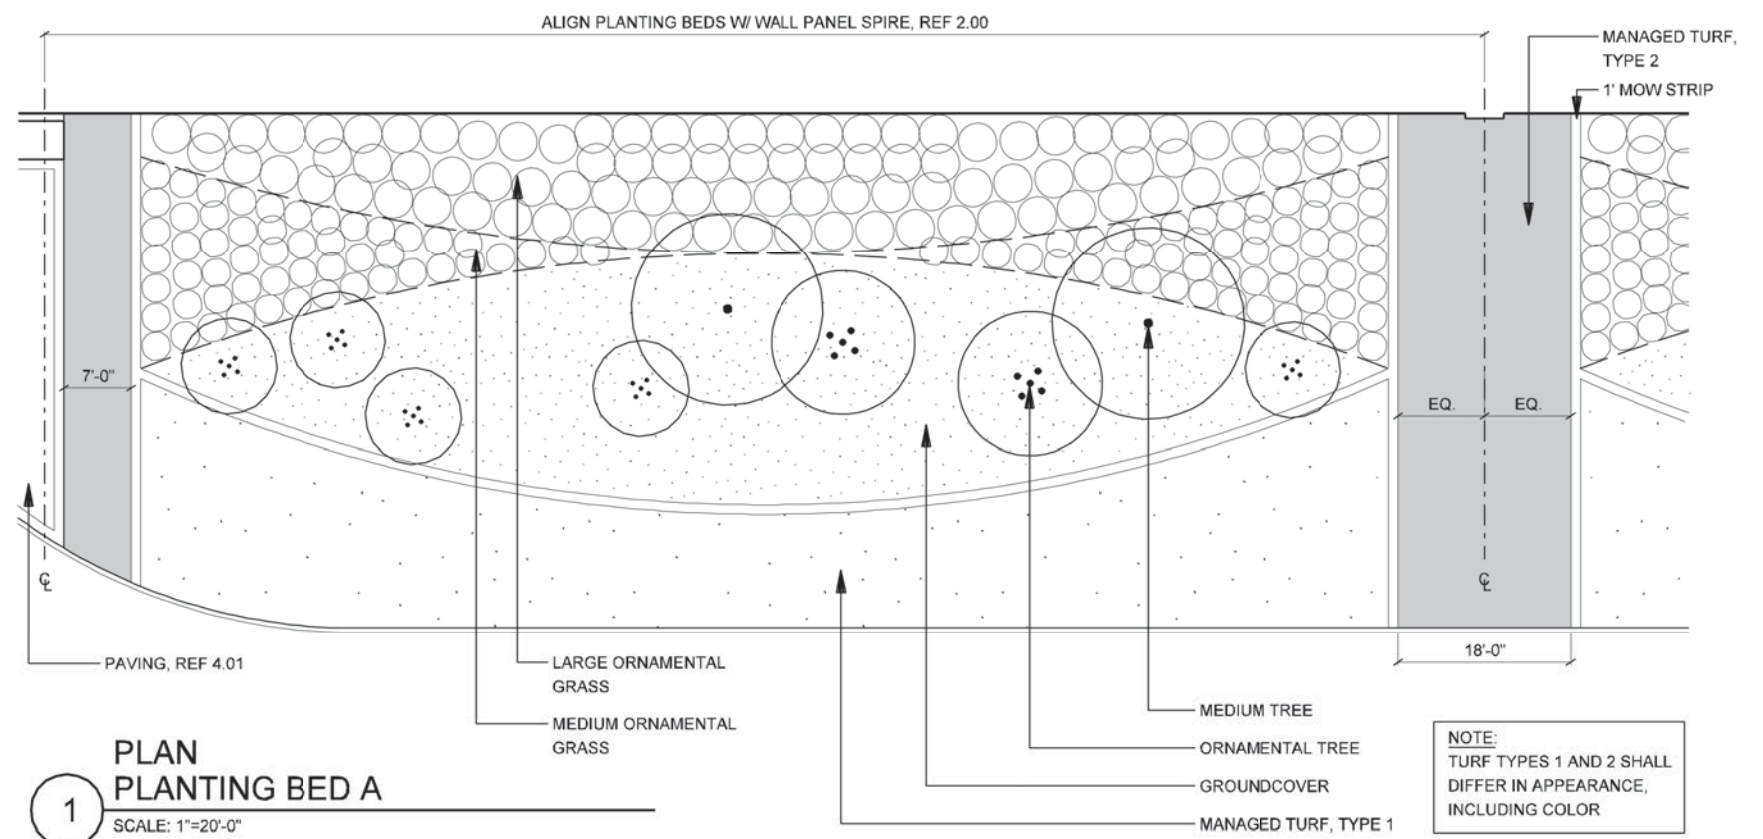 ALIGN PLANTING BEDS W/ WALL PANEL SPIRE, REF 2.00
MANAGED TURF,
TYPE 2
1' MOW STRIP
7'-0"
EQ.
EQ.
℄
℄
PAVING, REF 4.01
LARGE ORNAMENTAL
GRASS
MEDIUM ORNAMENTAL
GRASS
18'-0"
MEDIUM TREE
ORNAMENTAL TREE
GROUNDCOVER
MANAGED TURF, TYPE 1
NOTE:
TURF TYPES 1 AND 2 SHALL
DIFFER IN APPEARANCE,
INCLUDING COLOR
1
PLAN
PLANTING BED A
SCALE: 1"=20'-0"